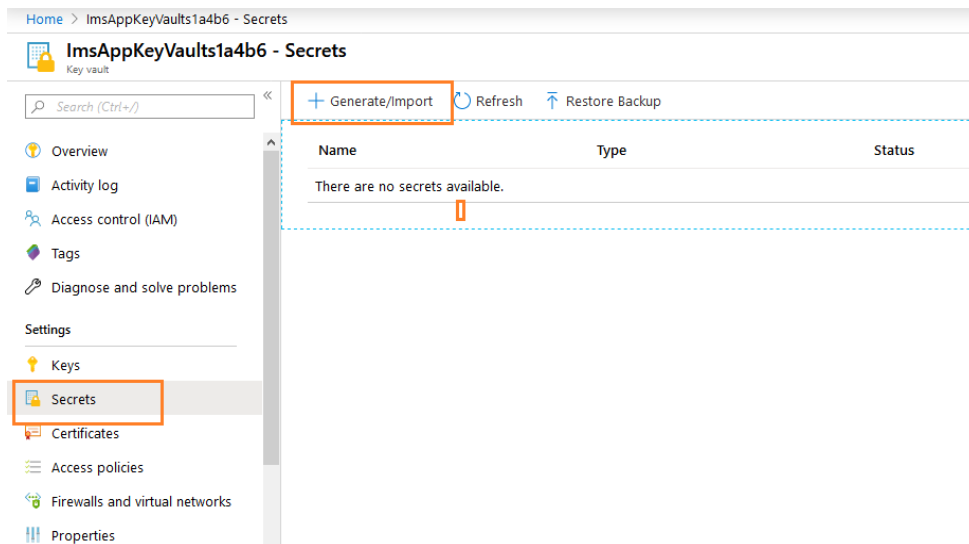 Home > ImsAppKeyVaults1a4b6 - Secrets
ImsAppKeyVaults1a4b6 - Secrets
Key vault
Search (Ctrl+/)
«
Overview
Activity log
Access control (IAM)
Tags
Diagnose and solve problems
Settings
Keys
Secrets
Certificates
Access policies
Firewalls and virtual networks
Properties
+ Generate/Import Refresh Restore Backup
Name Type Status
There are no secrets available.